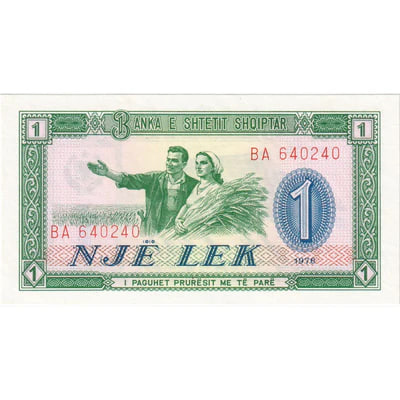 1 BANKA E SHTETIT SHQIPTAR 1
BA 640240
1
BA 640240
NJE LEK 1976
1 I PAGUHET PRURËSIT ME TË PARË 1